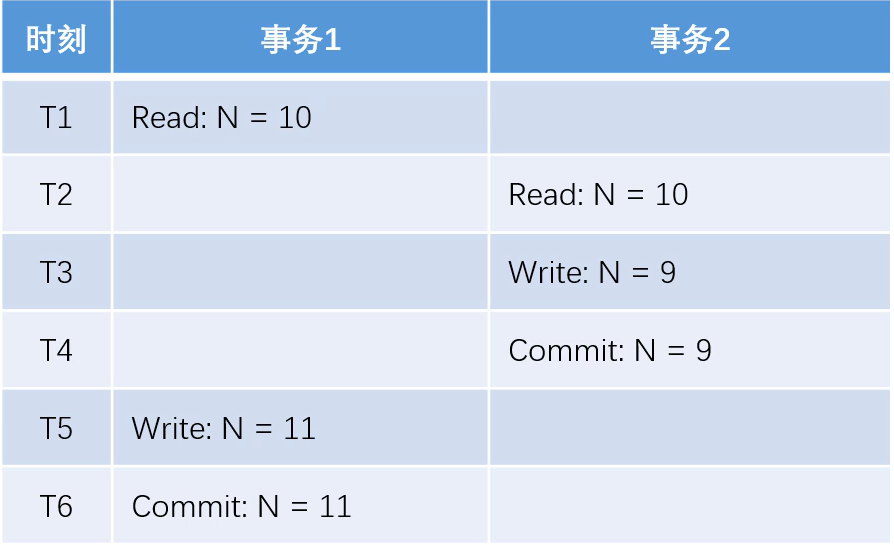 时刻 事务1 事务2
T1 Read: N = 10
T2 Read: N = 10
T3 Write: N = 9
T4 Commit: N = 9
T5 Write: N = 11
T6 Commit: N = 11